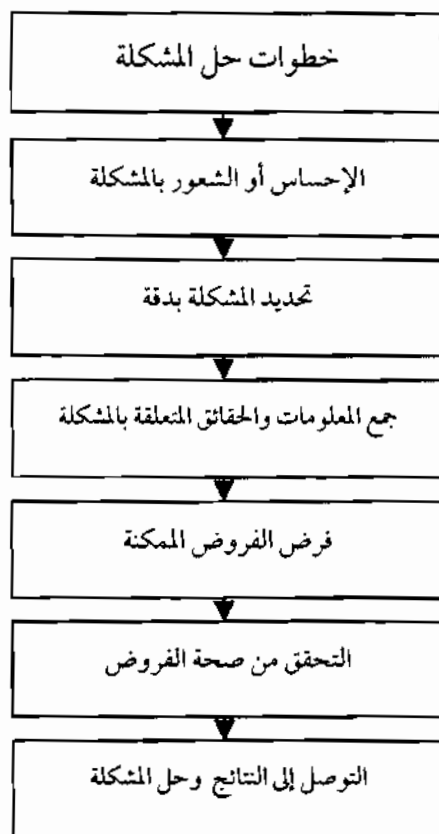 خطوات حل المشكلة
الإحساس أو الشعور بالمشكلة
تحديد المشكلة بدقة
جمع المعلومات والحقائق المتعلقة بالمشكلة
فرض الفروض الممكنة
التحقق من صحة الفروض
التوصل إلى النتائج وحل المشكلة